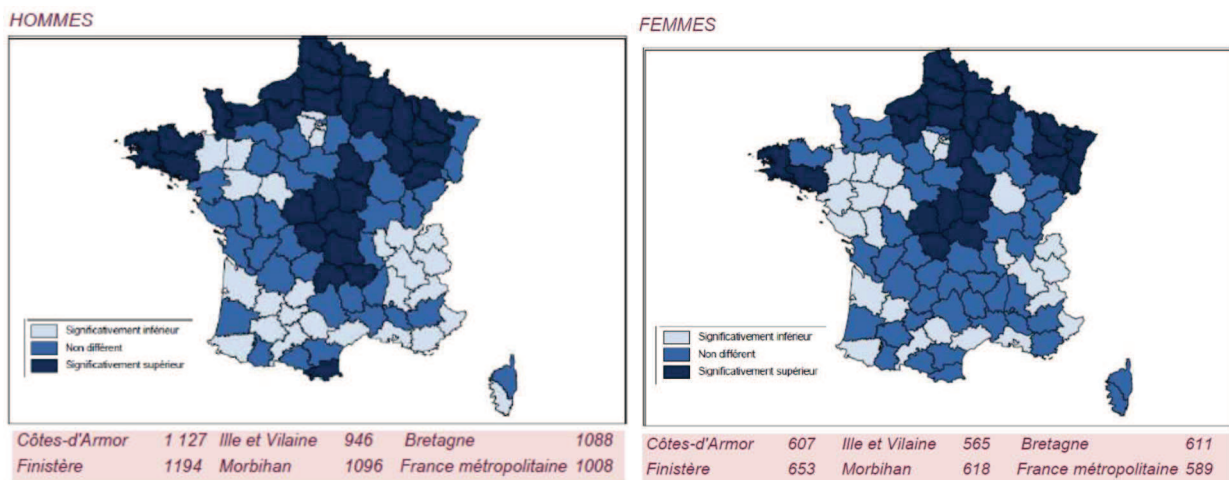 HOMMES
Significativement inférieur
Non différent
Significativement supérieur
Côtes-d'Armor 1 127 Ille et Vilaine 946 Bretagne 1088
Finistère 1194 Morbihan 1096 France métropolitaine 1008
FEMMES
Significativement inférieur
Non différent
Significativement supérieur
Côtes-d'Armor 607 Ille et Vilaine 565 Bretagne 611
Finistère 653 Morbihan 618 France métropolitaine 589